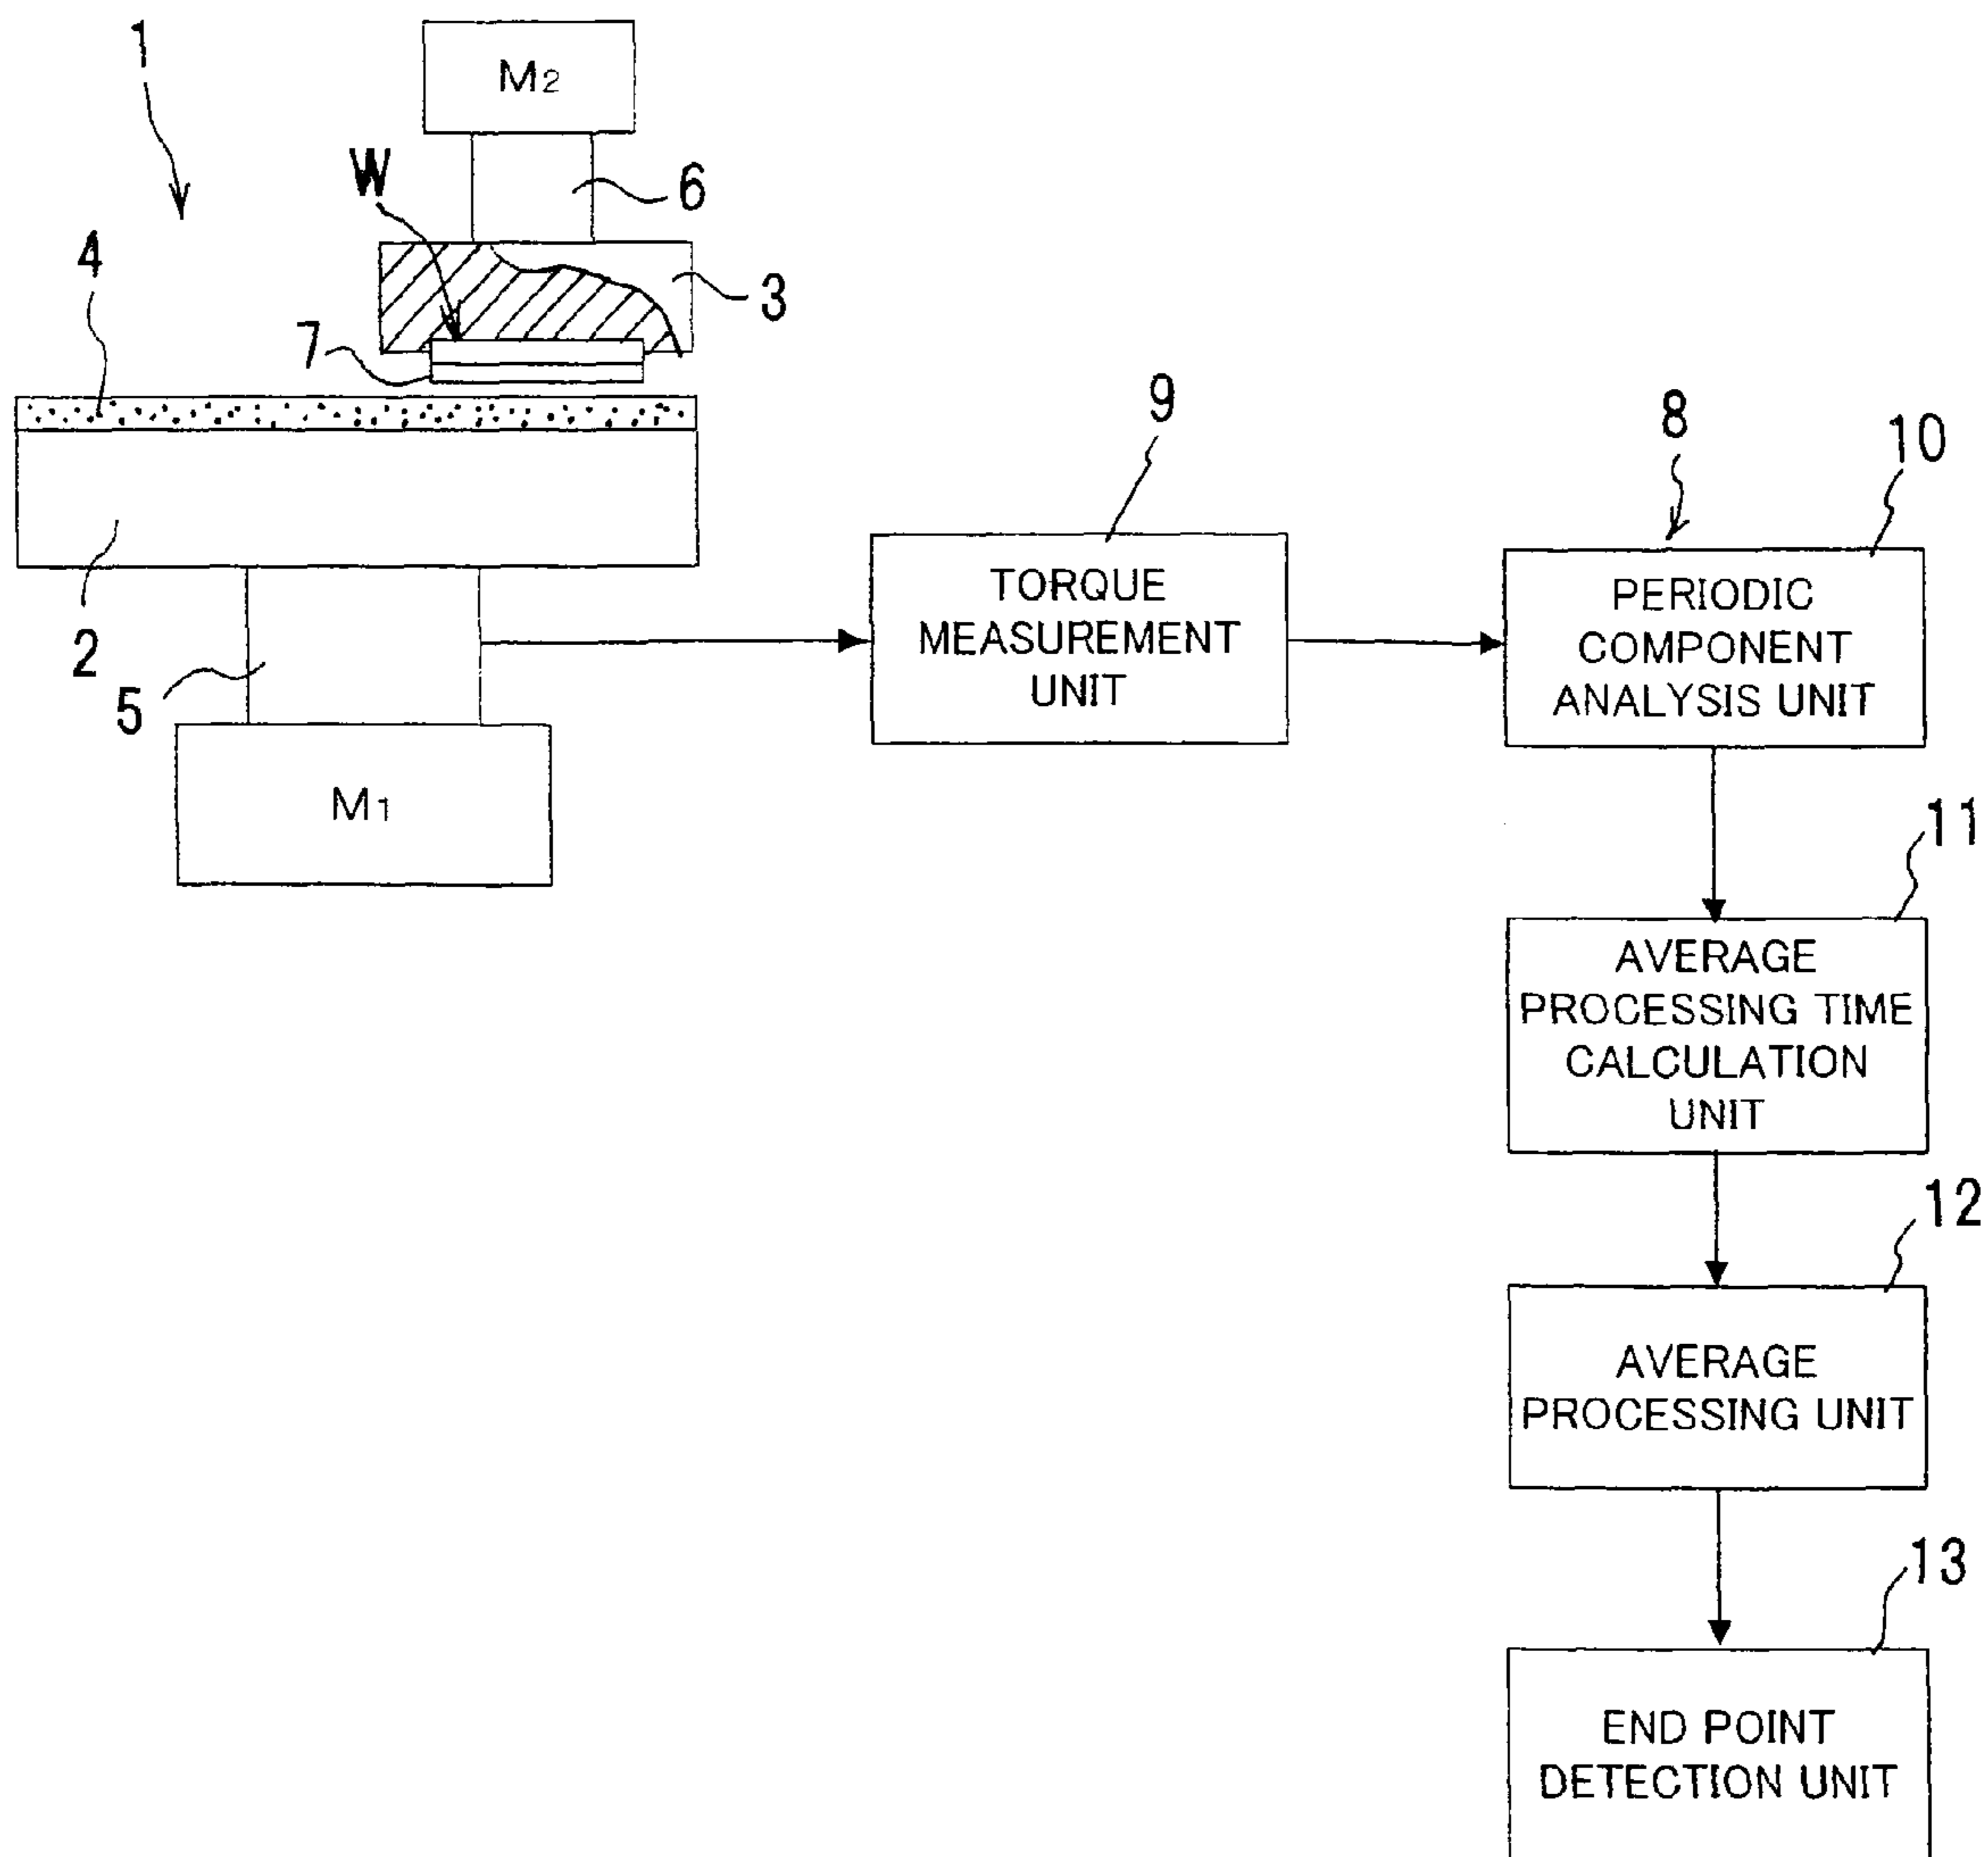 1
M2
W
6
4
3
7
9
8
10
TORQUE
MEASUREMENT
UNIT
PERIODIC
COMPONENT
ANALYSIS UNIT
2
5
M1
11
AVERAGE
PROCESSING TIME
CALCULATION
UNIT
12
AVERAGE
PROCESSING UNIT
13
END POINT
DETECTION UNIT